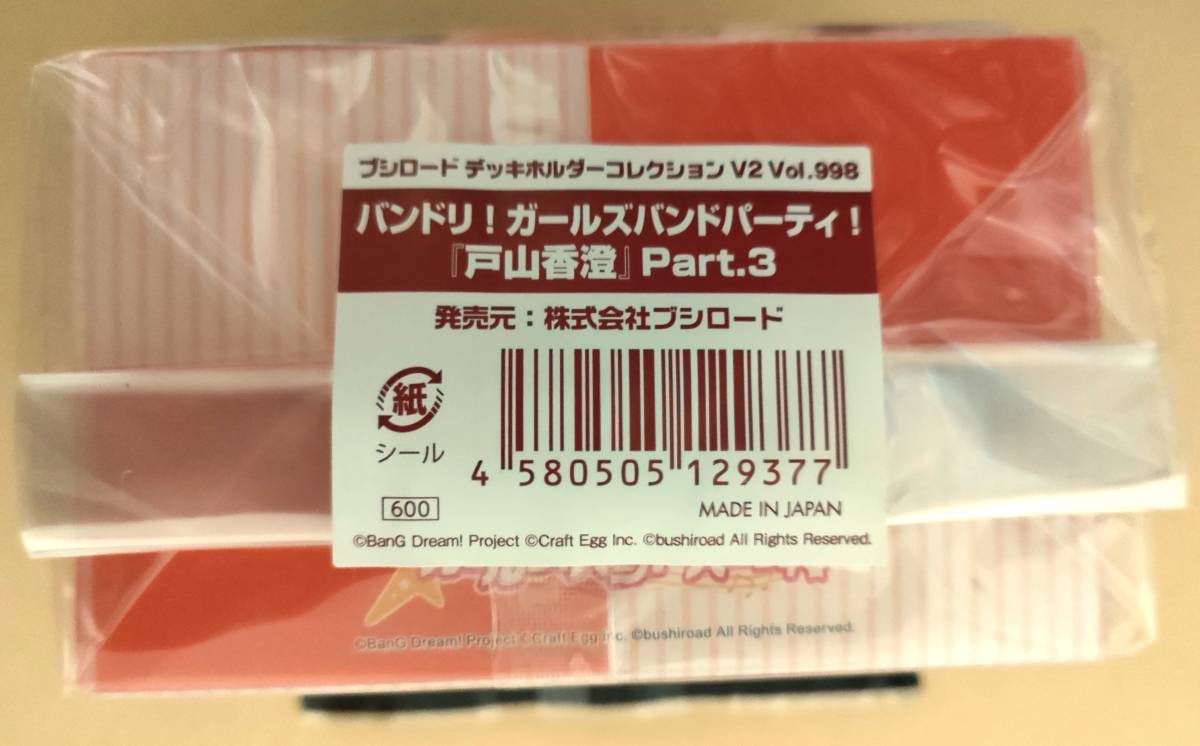 ブシロード デッキホルダーコレクション V2 Vol.998
バンドリ！ガールズバンドパーティ！
『戸山香澄』Part.3
発売元：株式会社ブシロード
紙
シール
4 580505 129377
600
MADE IN JAPAN
©BanG Dream! Project ©Craft Egg Inc. ©bushiroad All Rights Reserved.
©BanG Dream! Project ©Craft Egg Inc. ©bushiroad All Rights Reserved.